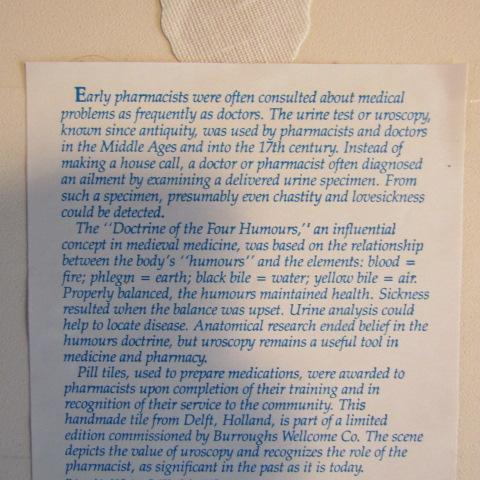 Early pharmacists were often consulted about medical
problems as frequently as doctors. The urine test or uroscopy,
known since antiquity, was used by pharmacists and doctors
in the Middle Ages and into the 17th century. Instead of
making a house call, a doctor or pharmacist often diagnosed
an ailment by examining a delivered urine specimen. From
such a specimen, presumably even chastity and lovesickness
could be detected.
The "Doctrine of the Four Humours," an influential
concept in medieval medicine, was based on the relationship
between the body's "humours" and the elements: blood =
fire; phlegm = earth; black bile = water; yellow bile = air.
Properly balanced, the humours maintained health. Sickness
resulted when the balance was upset. Urine analysis could
help to locate disease. Anatomical research ended belief in the
humours doctrine, but uroscopy remains a useful tool in
medicine and pharmacy.
Pill tiles, used to prepare medications, were awarded to
pharmacists upon completion of their training and in
recognition of their service to the community. This
handmade tile from Delft, Holland, is part of a limited
edition commissioned by Burroughs Wellcome Co. The scene
depicts the value of uroscopy and recognizes the role of the
pharmacist, as significant in the past as it is today.